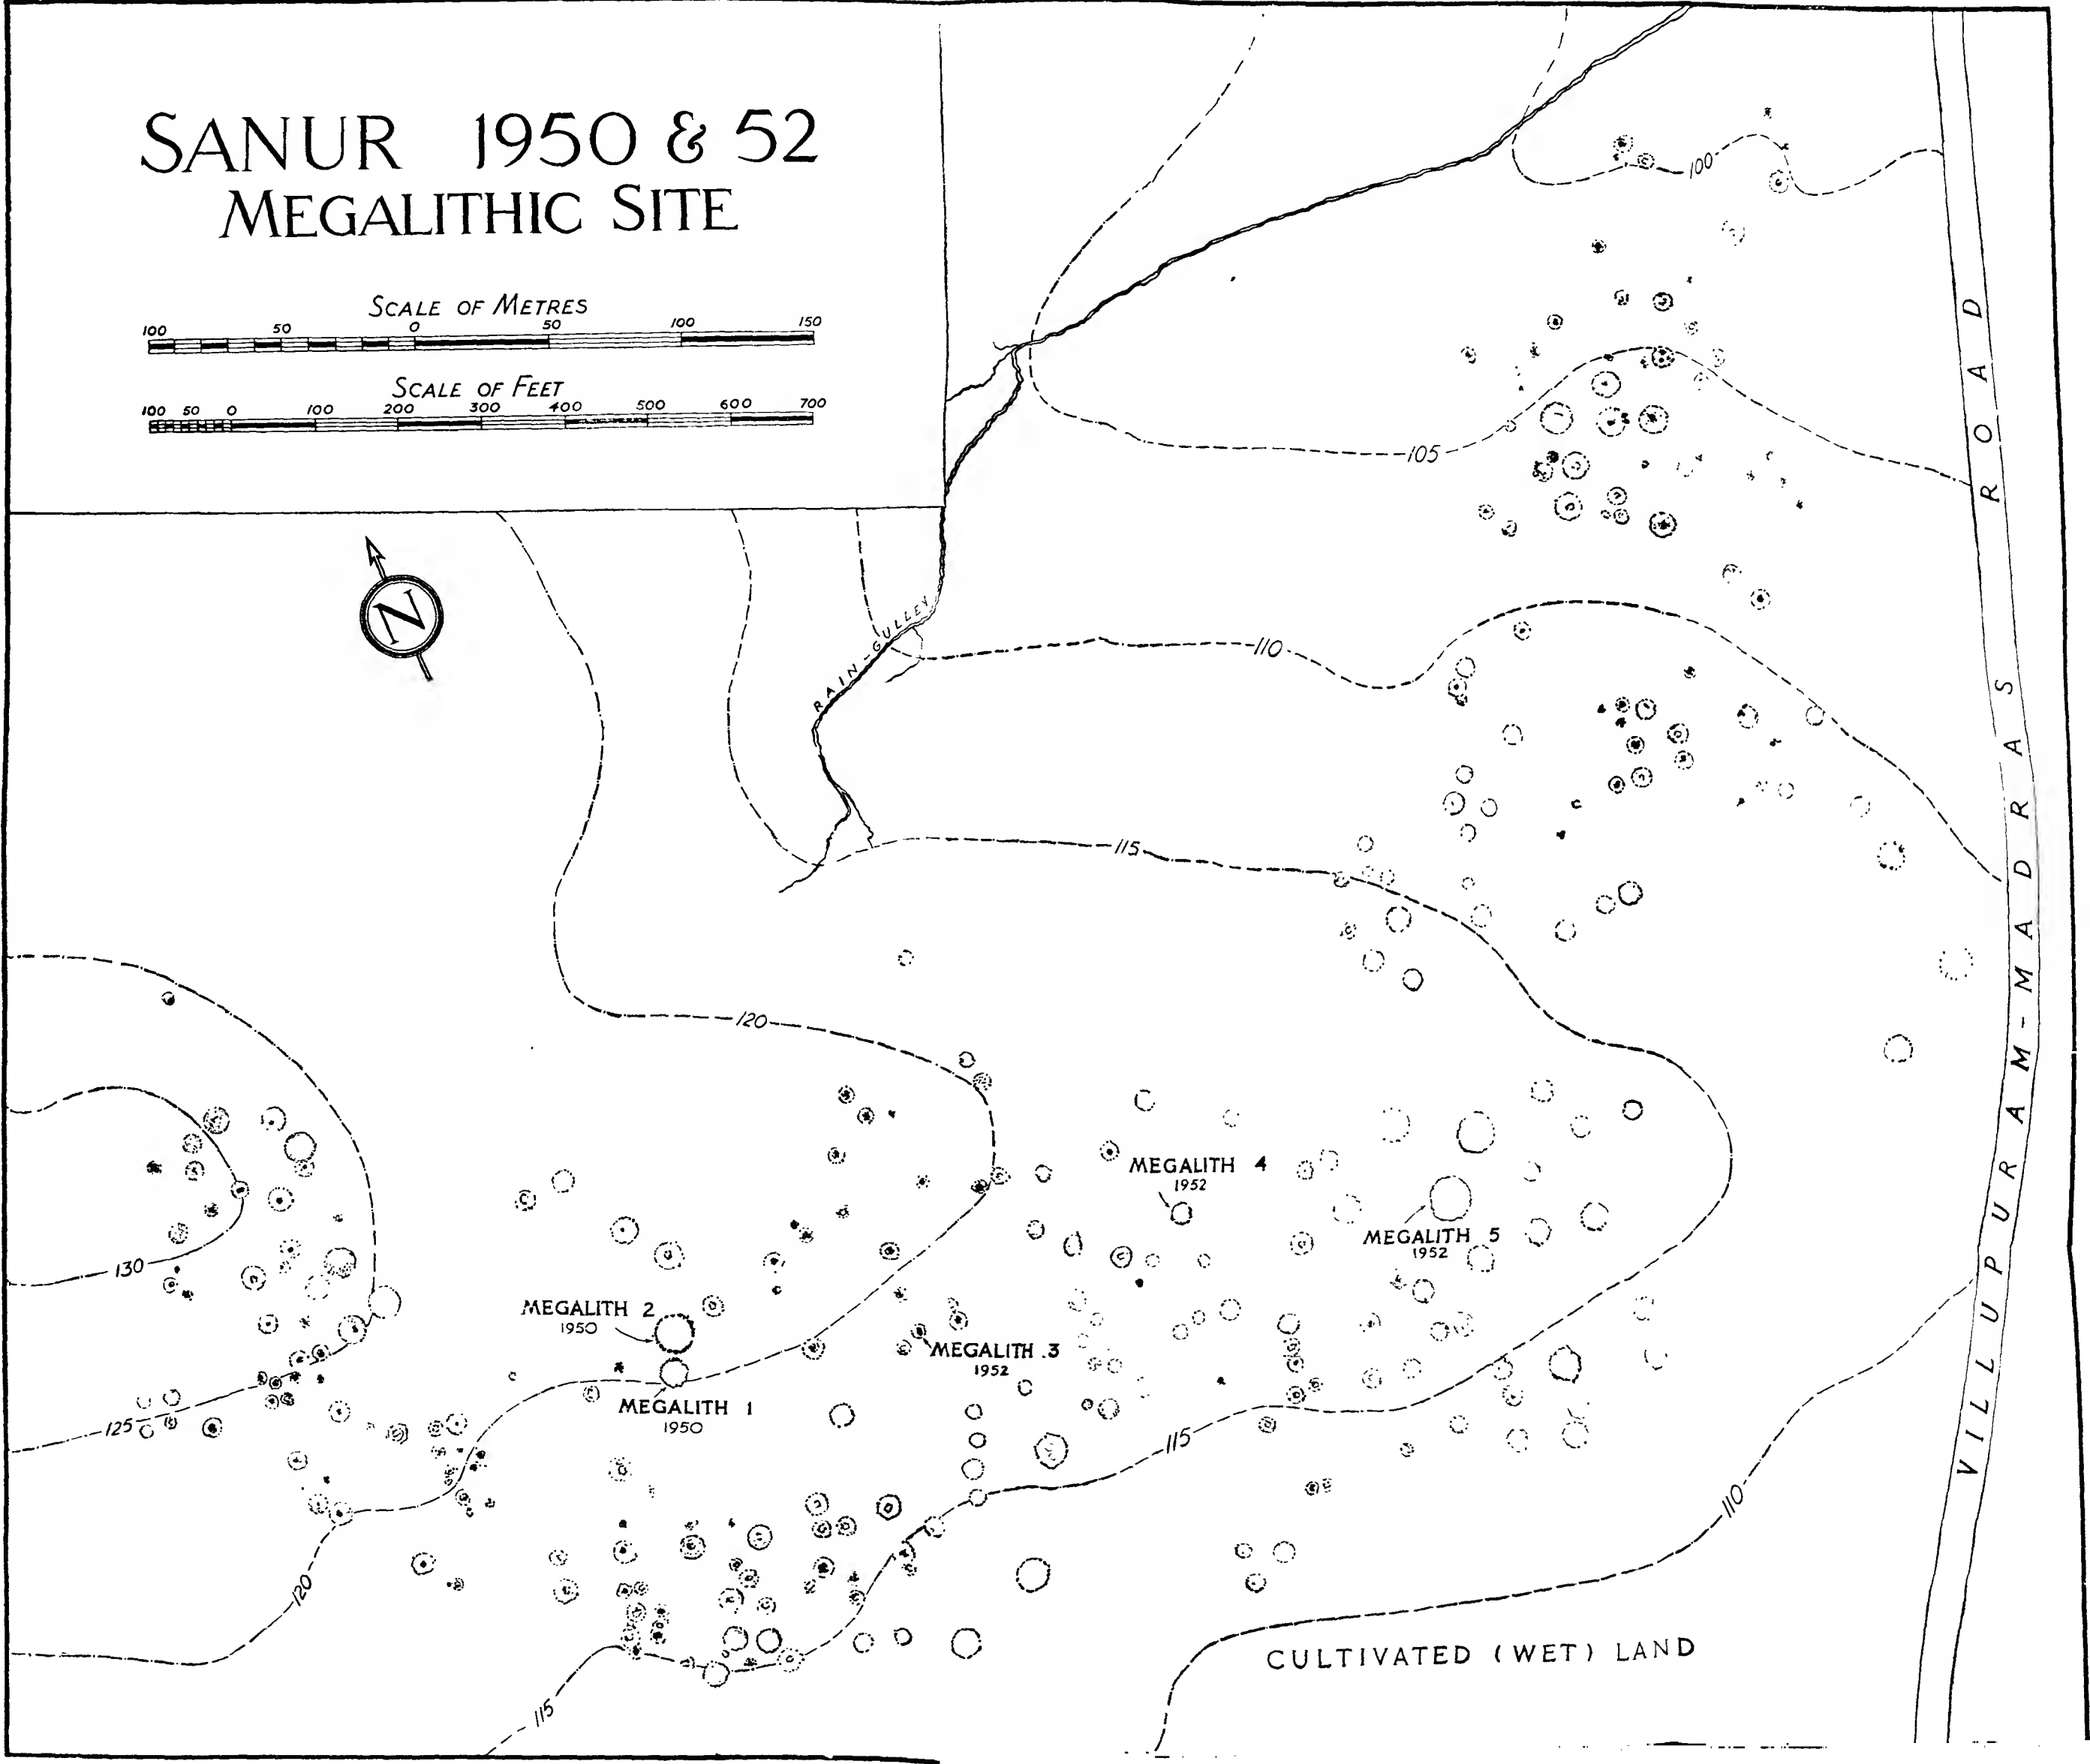 SANUR 1950 & 52
MEGALITHIC SITE
SCALE OF METRES
100 50 0 50 100 150
SCALE OF FEET
100 50 0 100 200 300 400 500 600 700
N
RAIN-GULLEY
100
105
110
115
120
130
125
120
115
115
110
MEGALITH 4
1952
MEGALITH 5
1952
MEGALITH 2
1950
MEGALITH 3
1952
MEGALITH 1
1950
CULTIVATED (WET) LAND
VILLUPURAM-MADRAS ROAD